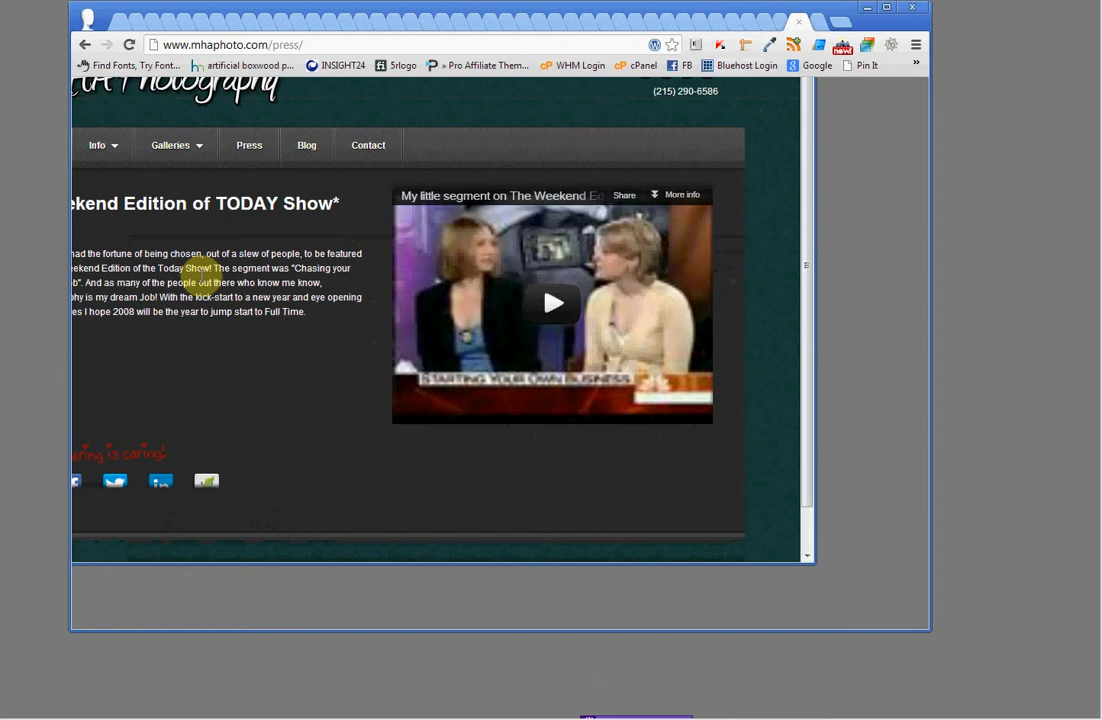 www.mhaphoto.com/press/
Find Fonts, Try Font... artificial boxwood p... INSIGHT24 5rlogo » Pro Affiliate Them... WHM Login cPanel FB Bluehost Login Google Pin It »
Photography
(215) 290-6586
Info Galleries Press Blog Contact
ekend Edition of TODAY Show*
My little segment on The Weekend Ed Share More info
had the fortune of being chosen, out of a slew of people, to be featured
eekend Edition of the Today Show! The segment was "Chasing your
b". And as many of the people out there who know me know,
hy is my dream Job! With the kick-start to a new year and eye opening
es I hope 2008 will be the year to jump start to Full Time.
STARTING YOUR OWN BUSINESS
aring is caring!